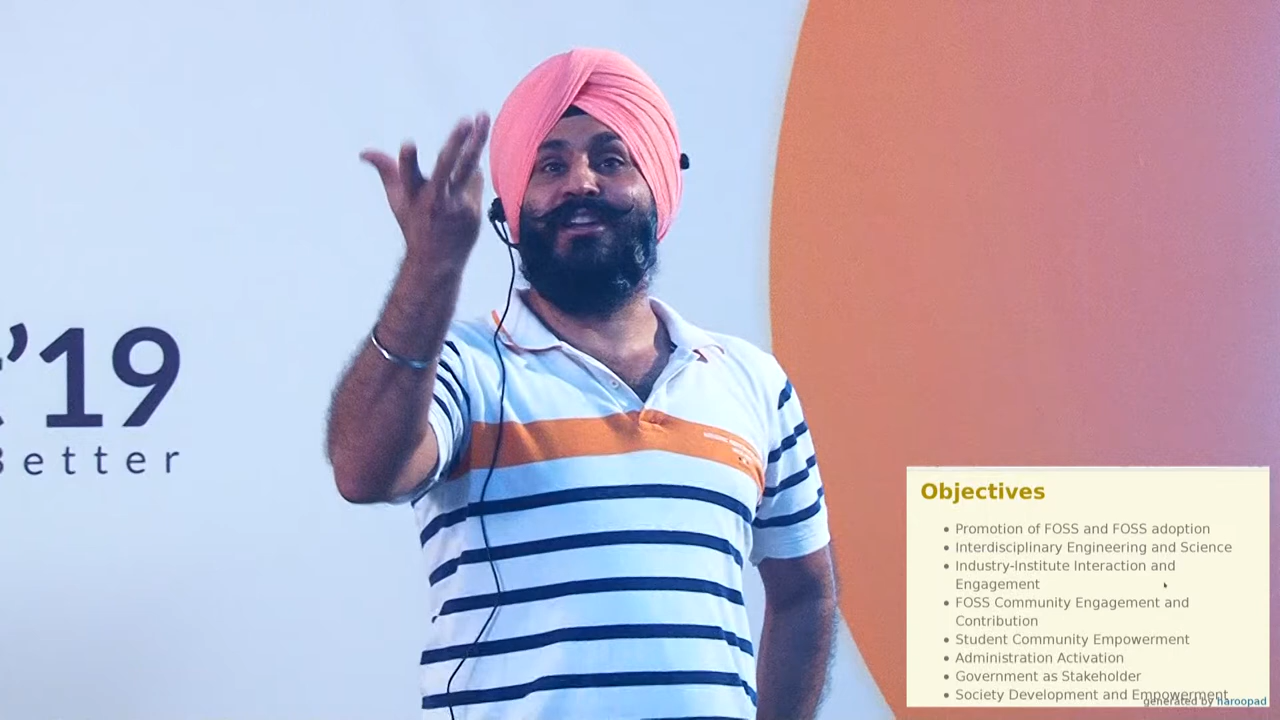 '19
Better
Objectives
Promotion of FOSS and FOSS adoption
Interdisciplinary Engineering and Science
Industry-Institute Interaction and
Engagement
FOSS Community Engagement and
Contribution
Student Community Empowerment
Administration Activation
Government as Stakeholder
Society Development and Empowerment
generated by haroopad